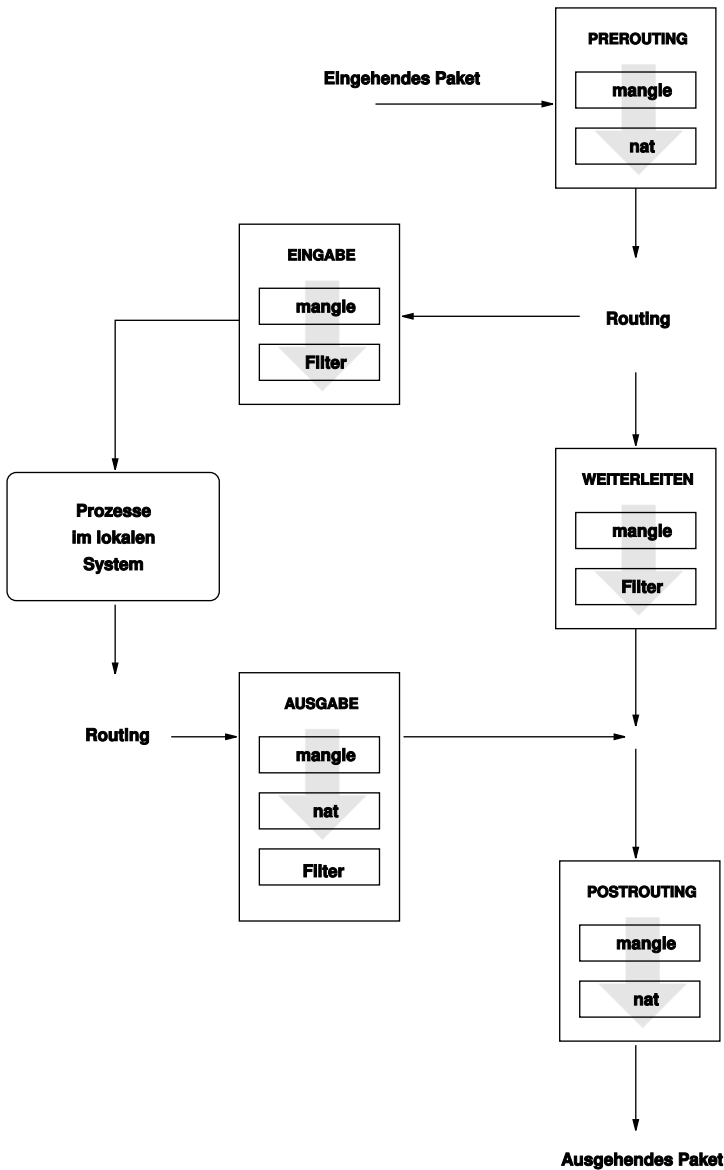 PREROUTING
Eingehendes Paket
mangle
nat
EINGABE
mangle
Filter
Routing
WEITERLEITEN
mangle
Filter
Prozesse
im lokalen
System
AUSGABE
Routing
mangle
nat
Filter
POSTROUTING
mangle
nat
Ausgehendes Paket